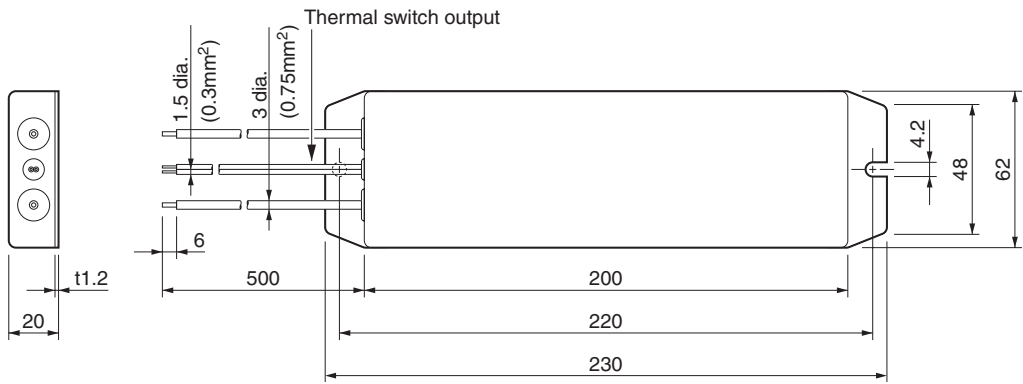 Thermal switch output
1.5 dia.
(0.3mm²)
3 dia.
(0.75mm²)
4.2
48
62
6
t1.2
500
200
20
220
230